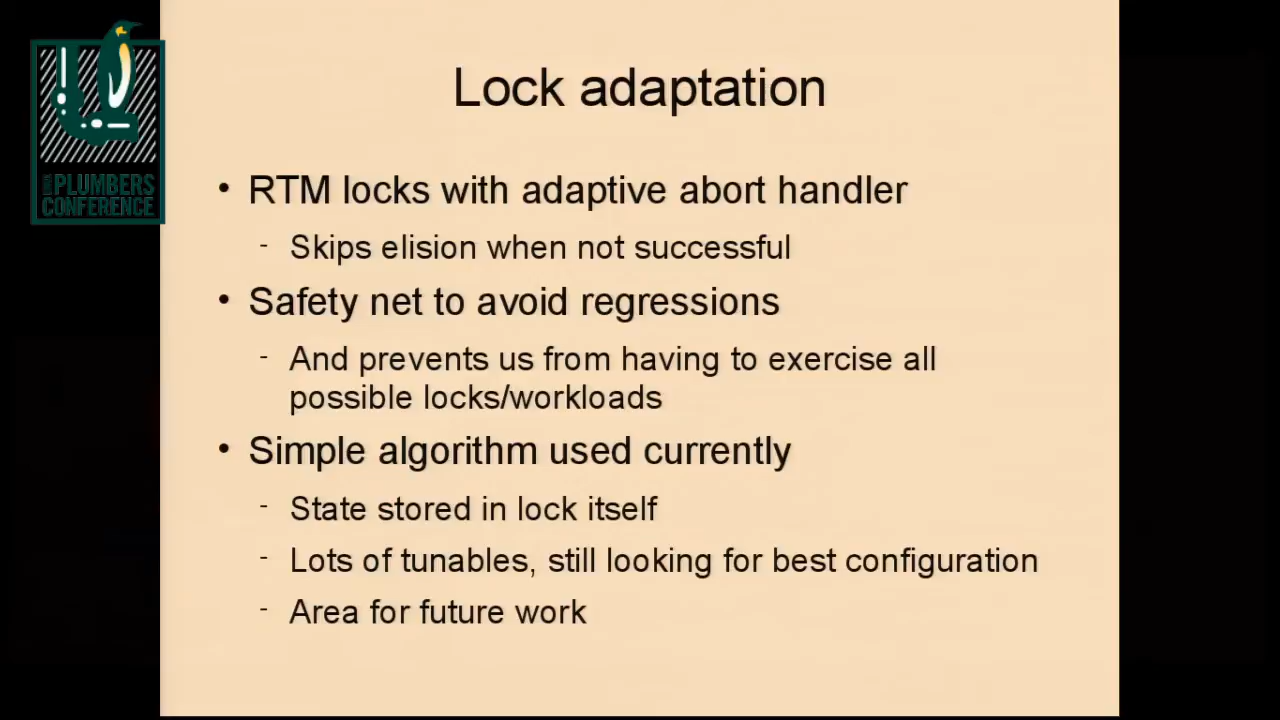 Lock adaptation
• RTM locks with adaptive abort handler
- Skips elision when not successful
• Safety net to avoid regressions
- And prevents us from having to exercise all
possible locks/workloads
• Simple algorithm used currently
- State stored in lock itself
- Lots of tunables, still looking for best configuration
- Area for future work
PLUMBERS
CONFERENCE